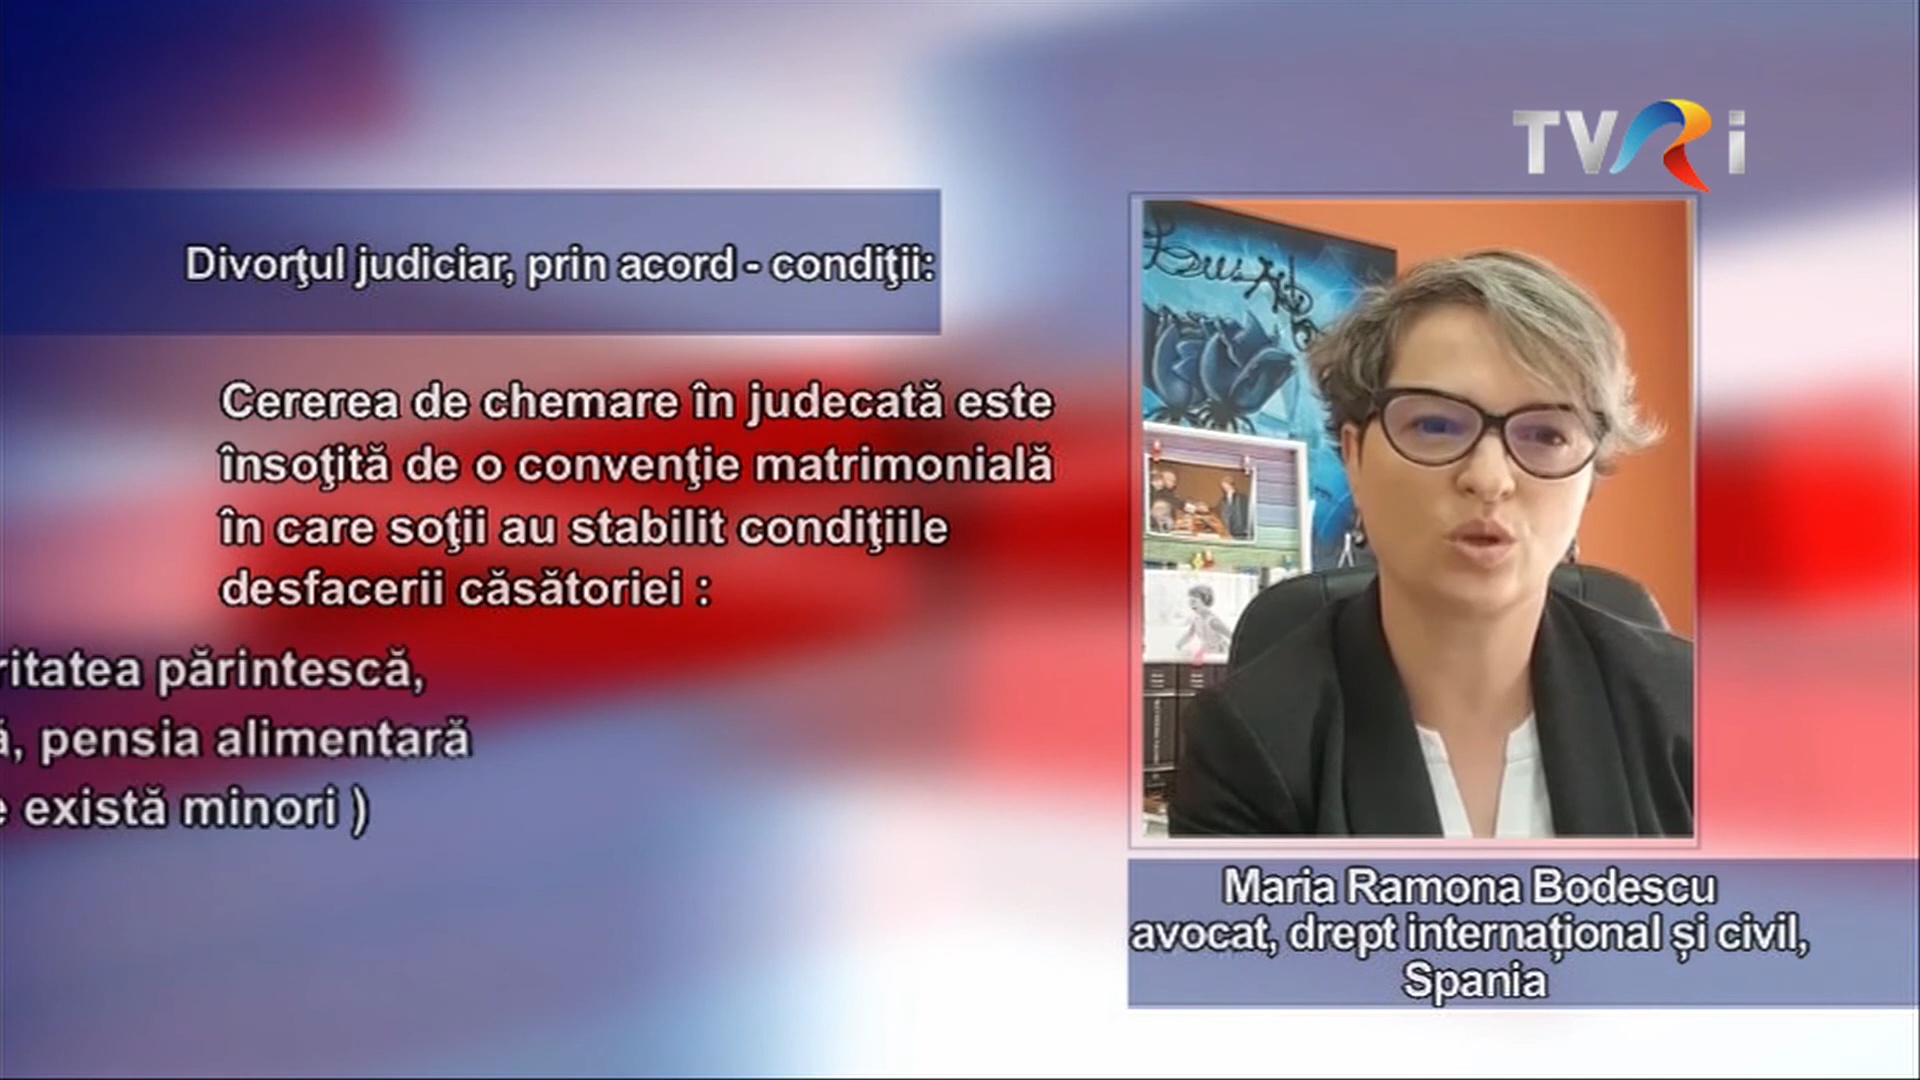 TVRi
Divorţul judiciar, prin acord - condiţii:
Cererea de chemare în judecată este
însoţită de o convenţie matrimonială
în care soţii au stabilit condiţiile
desfacerii căsătoriei :
părintescă,
pensia alimentară
există minori )
Maria Ramona Bodescu
avocat, drept internațional și civil,
Spania